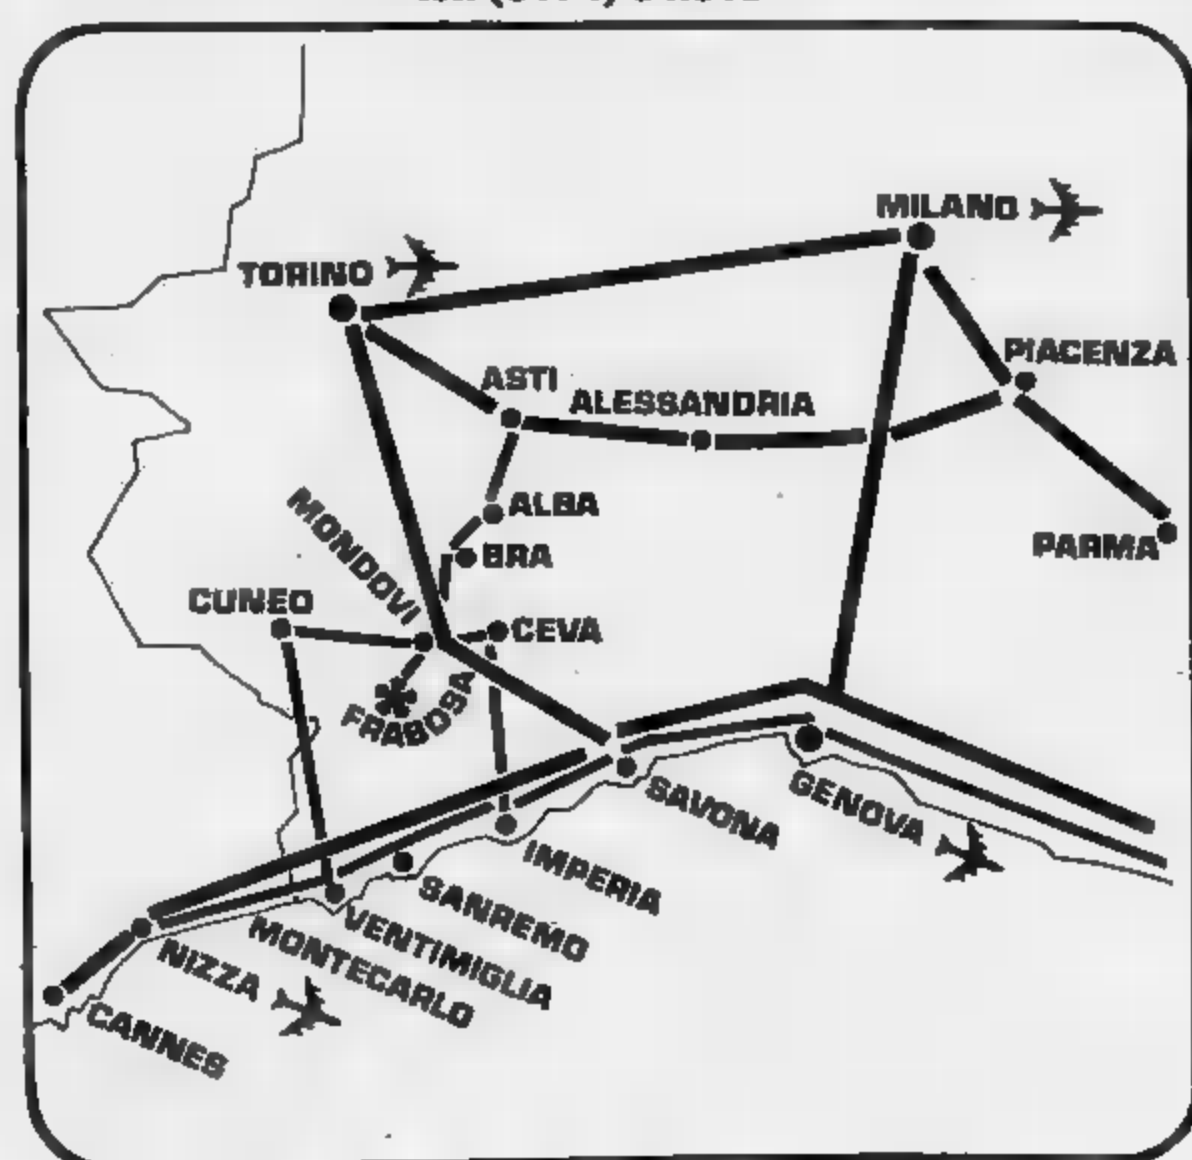 MILANO
TORINO
PIACENZA
ASTI
ALESSANDRIA
ALBA
PARMA
BRA
MONDOVI
CUNEO
CEVA
FRABOSA
SAVONA
GENOVA
IMPERIA
SANREMO
VENTIMIGLIA
MONTECARLO
NIZZA
CANNES